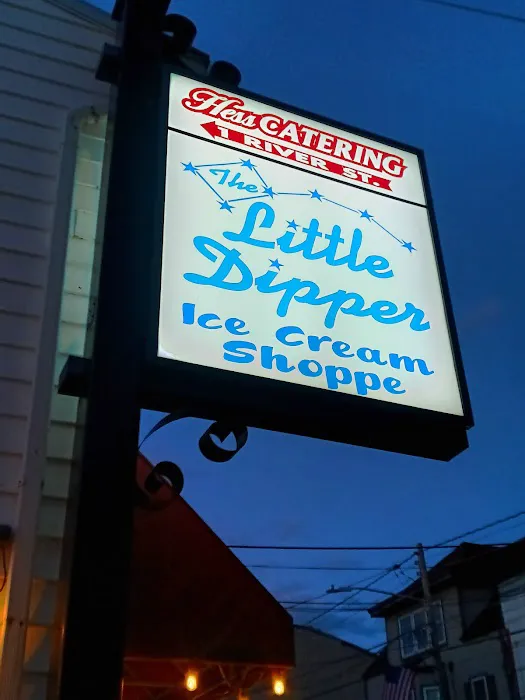 Hess CATERING
1 RIVER ST.
The
Little
Dipper
Ice Cream
Shoppe